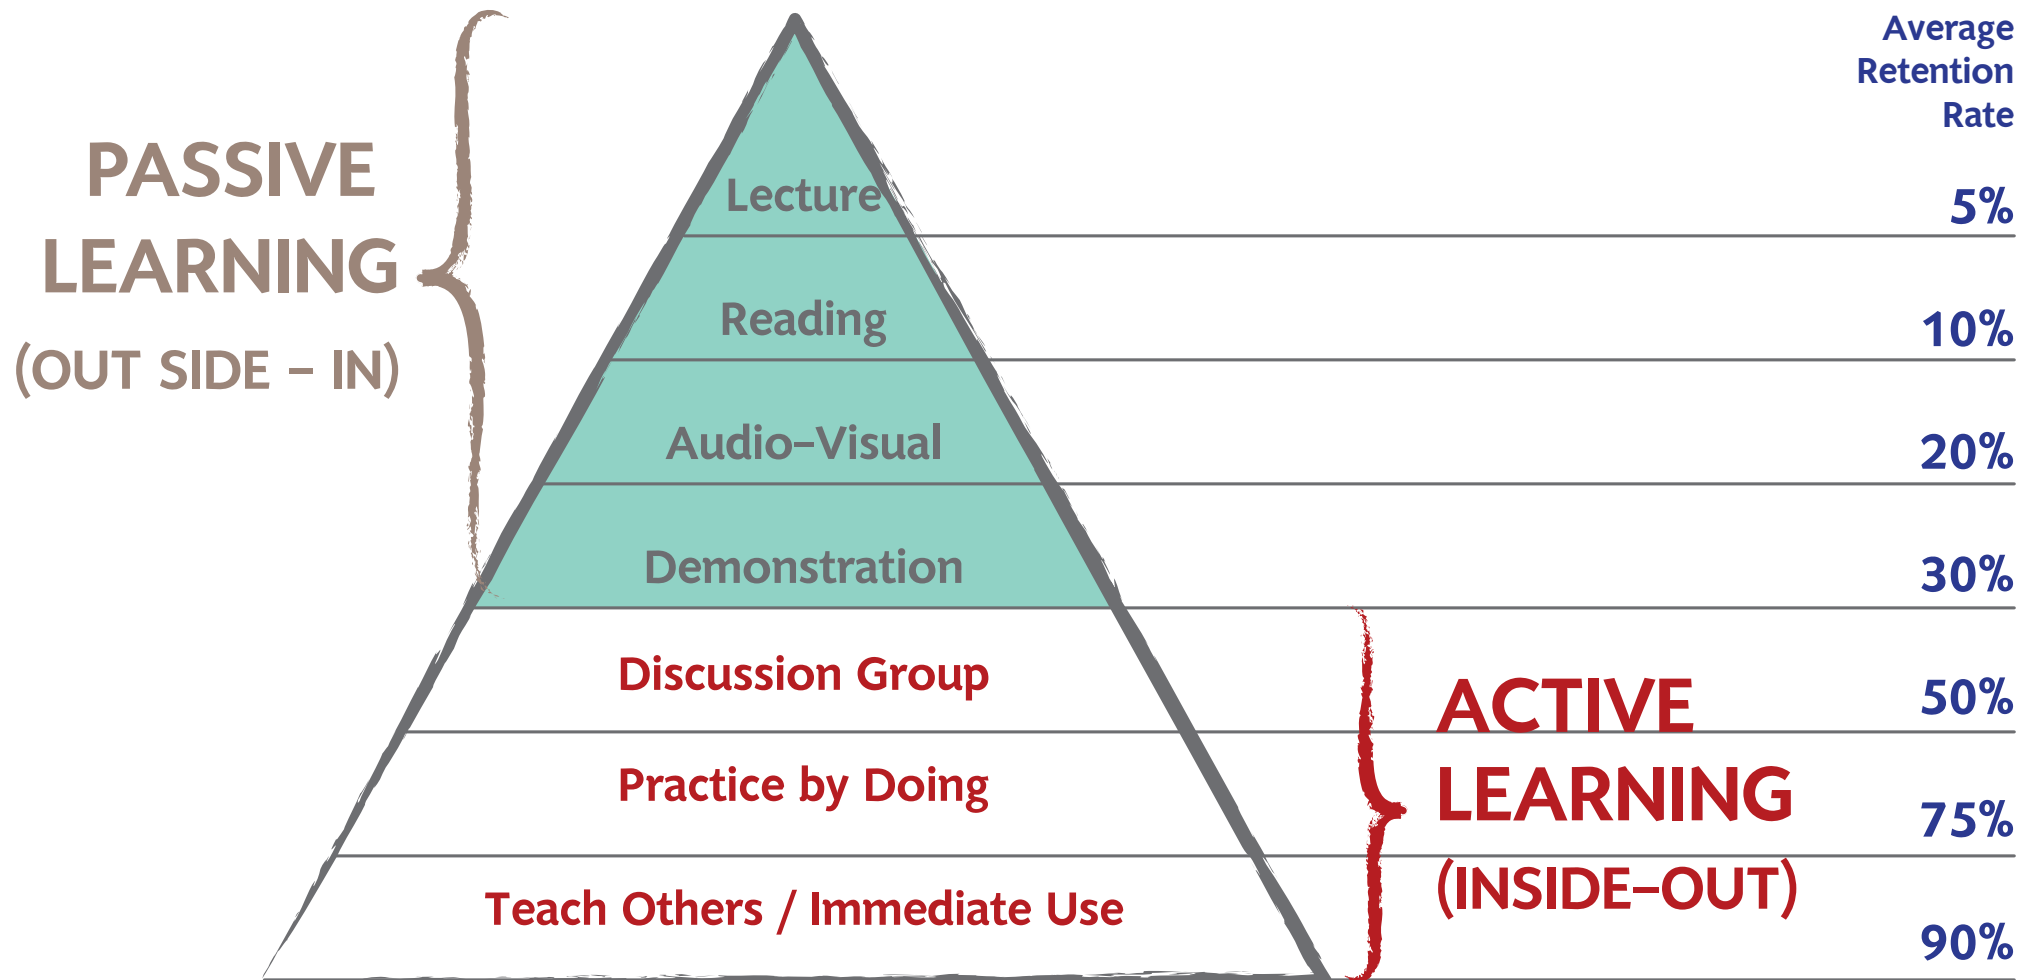 Average
Retention
Rate
PASSIVE
LEARNING
(OUT SIDE – IN)
Lecture
5%
Reading
10%
Audio–Visual
20%
Demonstration
30%
Discussion Group
50%
Practice by Doing
75%
Teach Others / Immediate Use
90%
ACTIVE
LEARNING
(INSIDE–OUT)